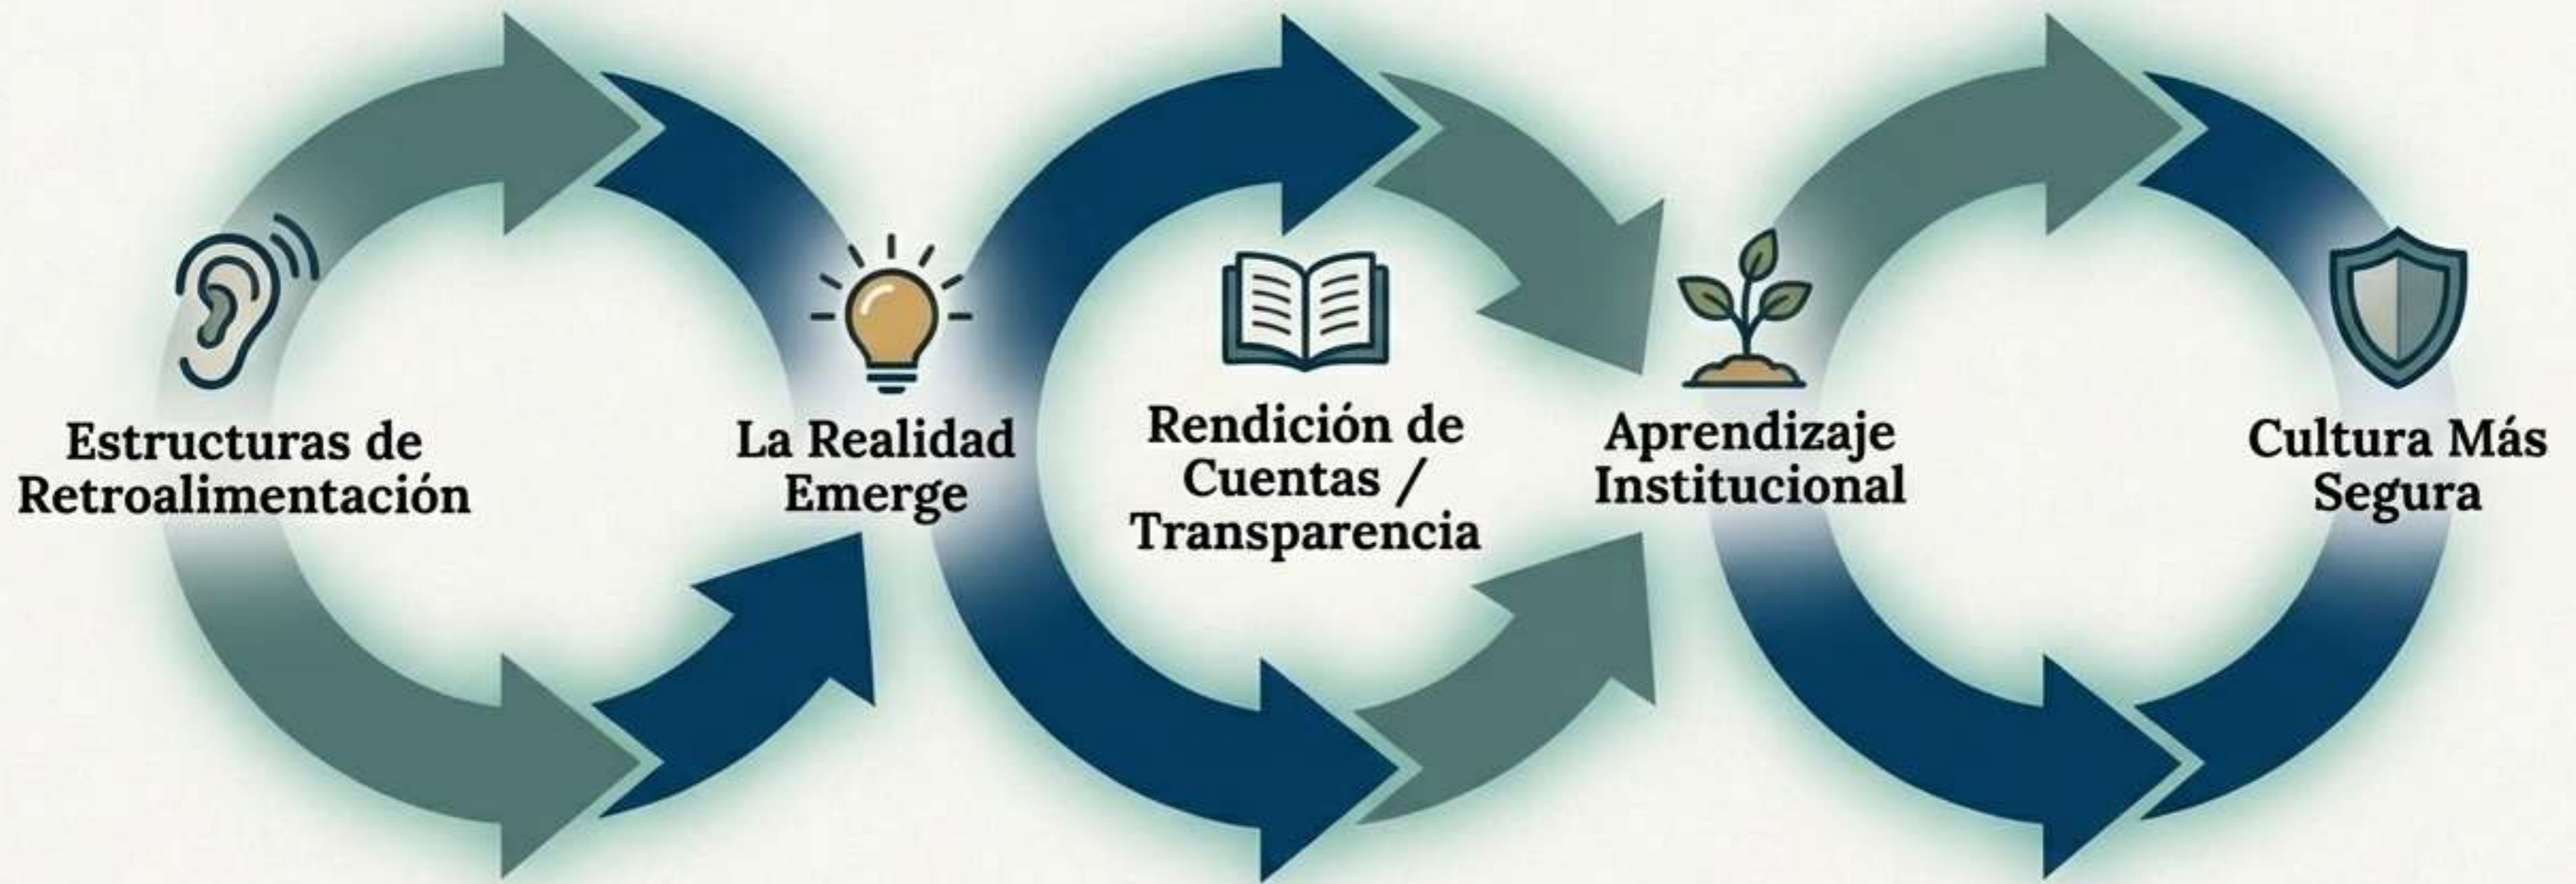 Estructuras de
Retroalimentación
La Realidad
Emerge
Rendición de
Cuentas /
Transparencia
Aprendizaje
Institucional
Cultura Más
Segura